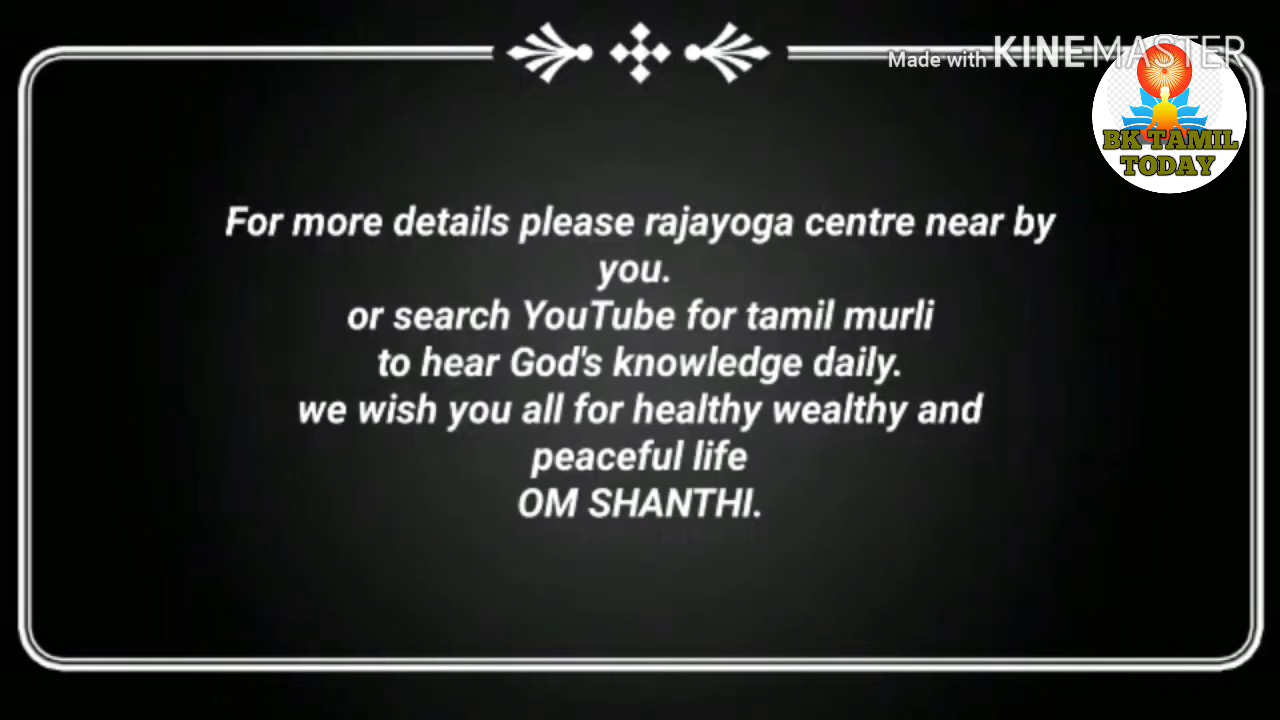 Made with KINEMASTER
BK TAMIL
TODAY
For more details please rajayoga centre near by
you.
or search YouTube for tamil murli
to hear God's knowledge daily.
we wish you all for healthy wealthy and
peaceful life
OM SHANTHI.